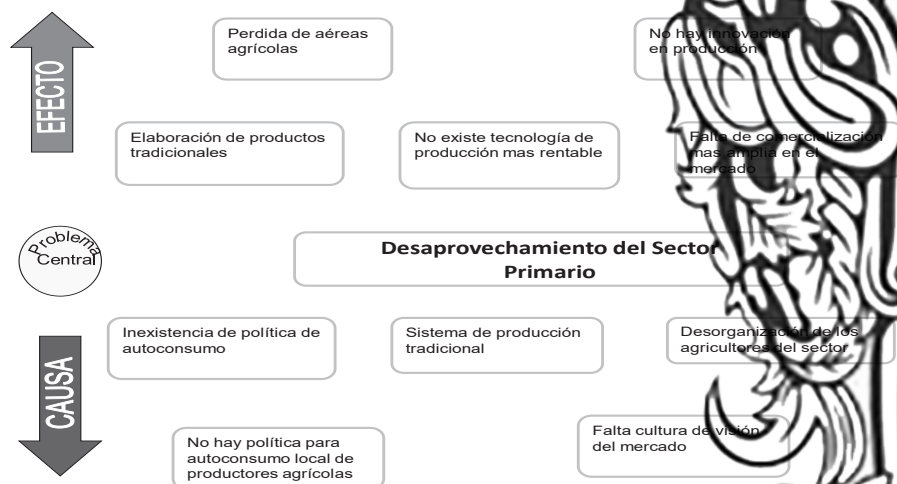 Perdida de aéreas
agrícolas
No hay innovación
en producción
EFECTO
Elaboración de productos
tradicionales
No existe tecnología de
producción mas rentable
Falta de comercialización
mas amplia en el
mercado
Problema
Central
Desaprovechamiento del Sector
Primario
Inexistencia de política de
autoconsumo
Sistema de producción
tradicional
Desorganización de los
agricultores del sector
CAUSA
No hay política para
autoconsumo local de
productores agrícolas
Falta cultura de visión
del mercado